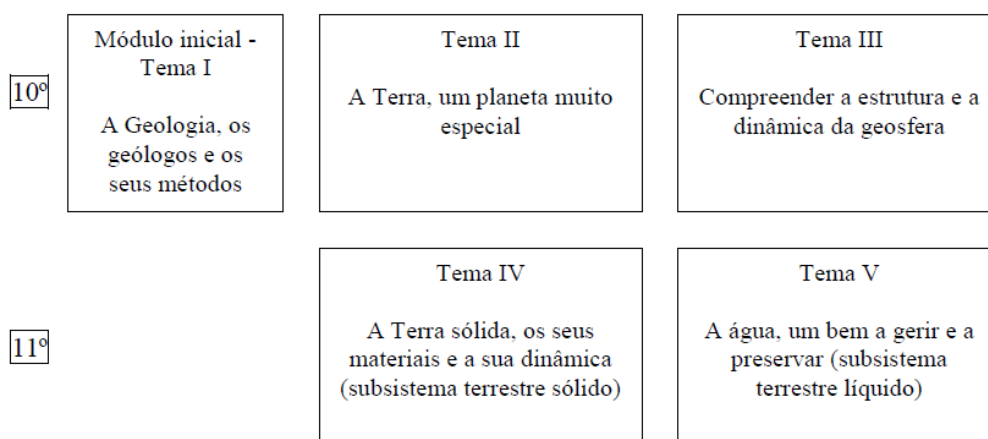 10º
Módulo inicial -
Tema I
A Geologia, os
geólogos e os
seus métodos
Tema II
A Terra, um planeta muito
especial
Tema III
Compreender a estrutura e a
dinâmica da geosfera
11º
Tema IV
A Terra sólida, os seus
materiais e a sua dinâmica
(subsistema terrestre sólido)
Tema V
A água, um bem a gerir e a
preservar (subsistema
terrestre líquido)